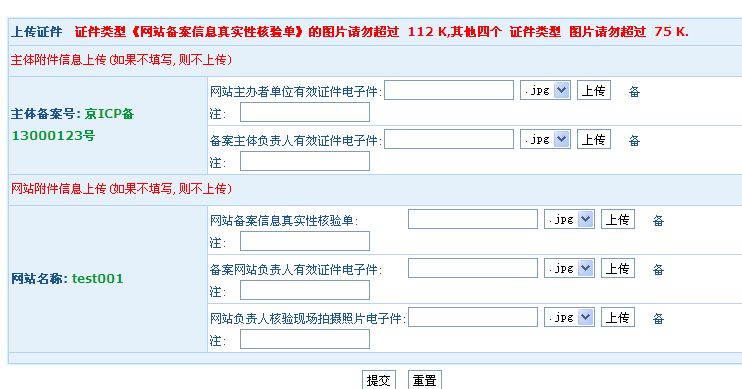 上传证件 证件类型《网站备案信息真实性核验单》的图片请勿超过 112 K,其他四个 证件类型 图片请勿超过 75 K.
主体附件信息上传(如果不填写,则不上传)
主体备案号: 京ICP备
13000123号
网站主办者单位有效证件电子件: .jpg 上传 备
注:
备案主体负责人有效证件电子件: .jpg 上传 备
注:
网站附件信息上传(如果不填写,则不上传)
网站名称: test001
网站备案信息真实性核验单: .jpg 上传 备
注:
备案网站负责人有效证件电子件: .jpg 上传 备
注:
网站负责人核验现场拍摄照片电子件: .jpg 上传 备
注:
提交 重置